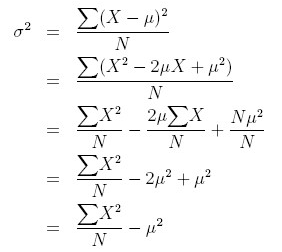 σ² = ∑(X − μ)² / N
= ∑(X² − 2μX + μ²) / N
= ∑X² / N − 2μ∑X / N + Nμ² / N
= ∑X² / N − 2μ² + μ²
= ∑X² / N − μ²